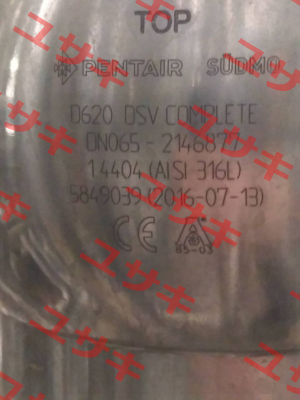 TOP
PENTAIR SÜDMO
D620 DSV COMPLETE
DN065 - 2146877
1.4404 (AISI 316L)
5849039 (2016-07-13)
CE 3 A
85-03
ユサキ
ユサキ
ユサキ
ユサキ
ユサキ
ユサキ
ユサキ
ユサキ